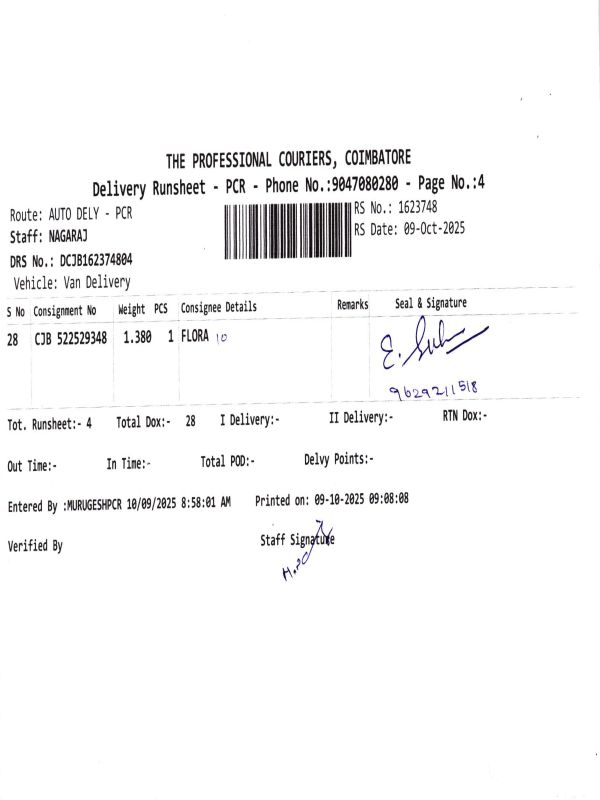 THE PROFESSIONAL COURIERS, COIMBATORE
Delivery Runsheet - PCR - Phone No.:9047080280 - Page No.:4
Route: AUTO DELY - PCR
RS No.: 1623748
Staff: NAGARAJ
RS Date: 09-Oct-2025
DRS No.: DCJB162374804
Vehicle: Van Delivery
S No Consignment No Weight PCS Consignee Details Remarks Seal & Signature
28 CJB 522529348 1.380 1 FLORA 10
9629211518
Tot. Runsheet:- 4 Total Dox:- 28 I Delivery:- II Delivery:- RTN Dox:-
Out Time:- In Time:- Total POD:- Delvy Points:-
Entered By :MURUGESHPCR 10/09/2025 8:58:01 AM Printed on: 09-10-2025 09:08:08
Verified By Staff Signature